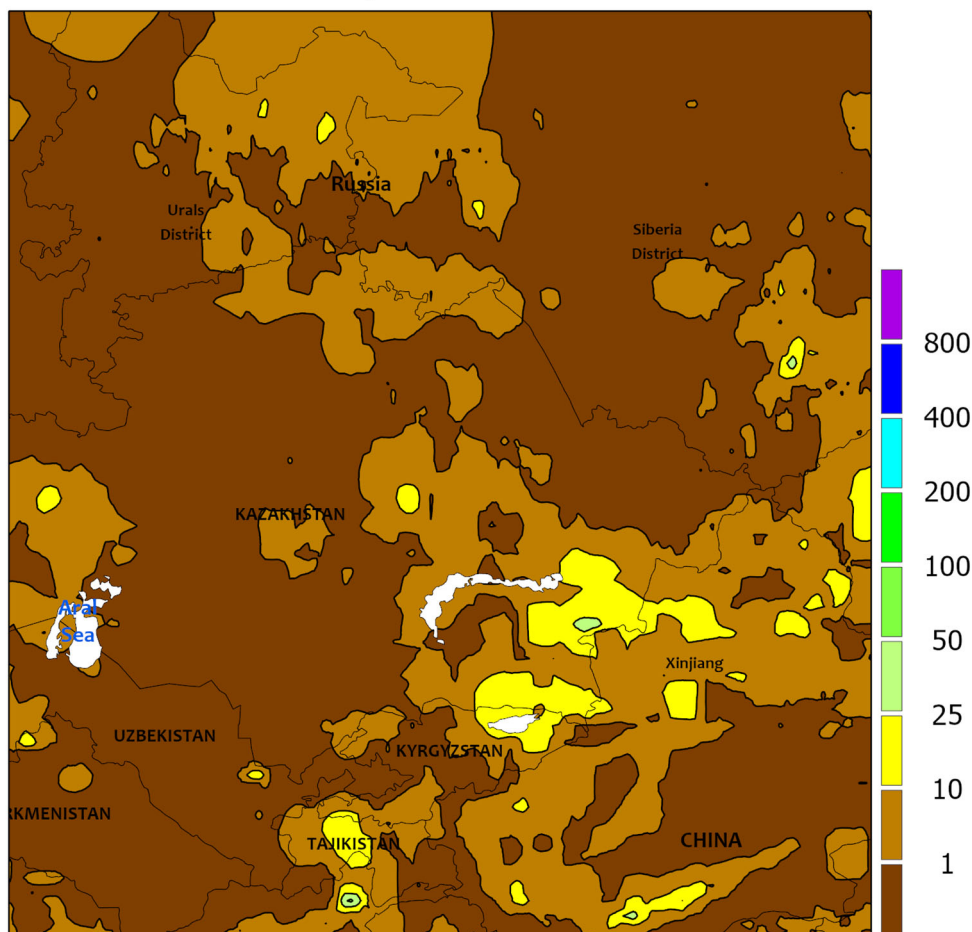 Russia
Urals
District
Siberia
District
KAZAKHSTAN
Aral
Sea
Xinjiang
UZBEKISTAN
KYRGYZSTAN
RKMENISTAN
TAJIKISTAN
CHINA
800
400
200
100
50
25
10
1